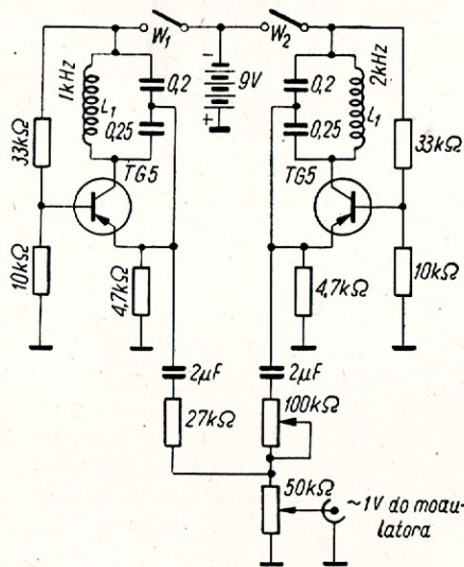 W1
W2
1kHz
L1
0,2
0,25
−
9V
+
0,2
0,25
L1
2kHz
33kΩ
TG5
TG5
33kΩ
10kΩ
4,7kΩ
4,7kΩ
10kΩ
2μF
2μF
27kΩ
100kΩ
50kΩ
~1V do moau-
latora